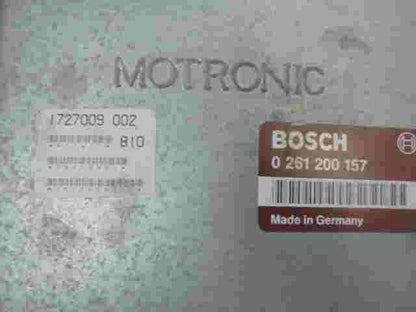 MOTRONIC
1727009 002
810
BOSCH
0 261 200 157
Made in Germany